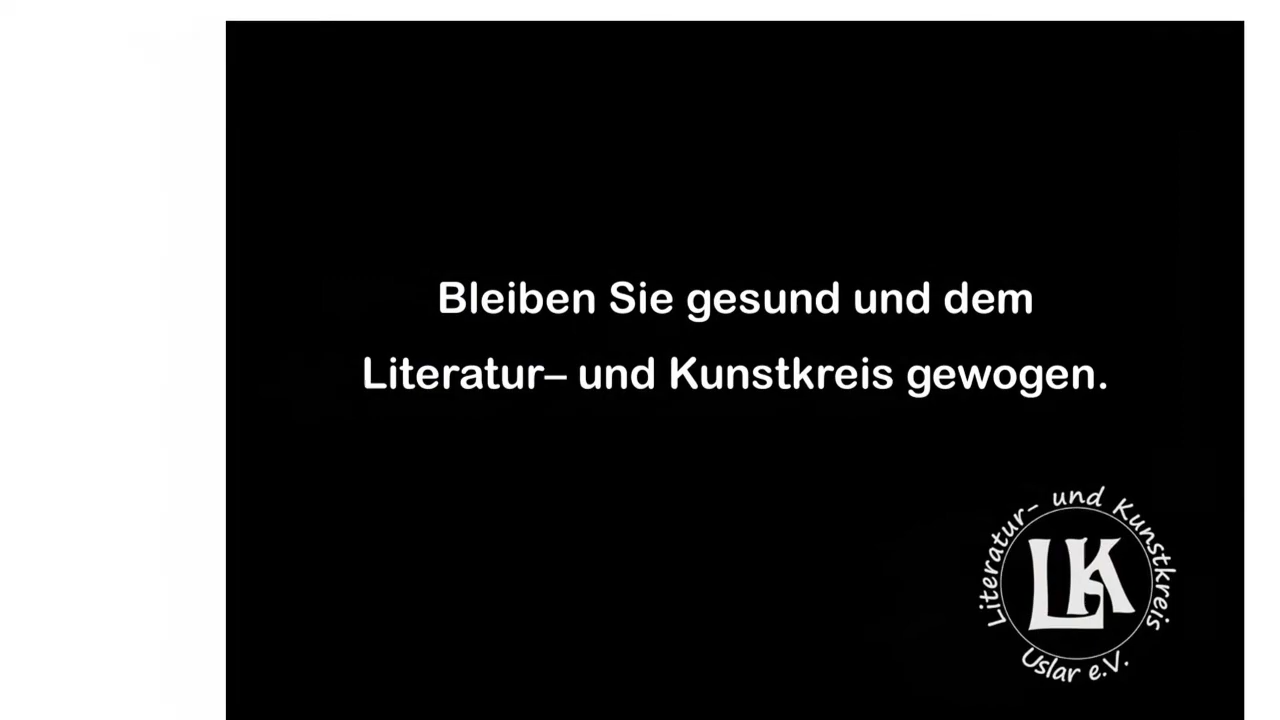 Bleiben Sie gesund und dem
Literatur– und Kunstkreis gewogen.
Literatur- und Kunstkreis
LK
Uslar e.V.